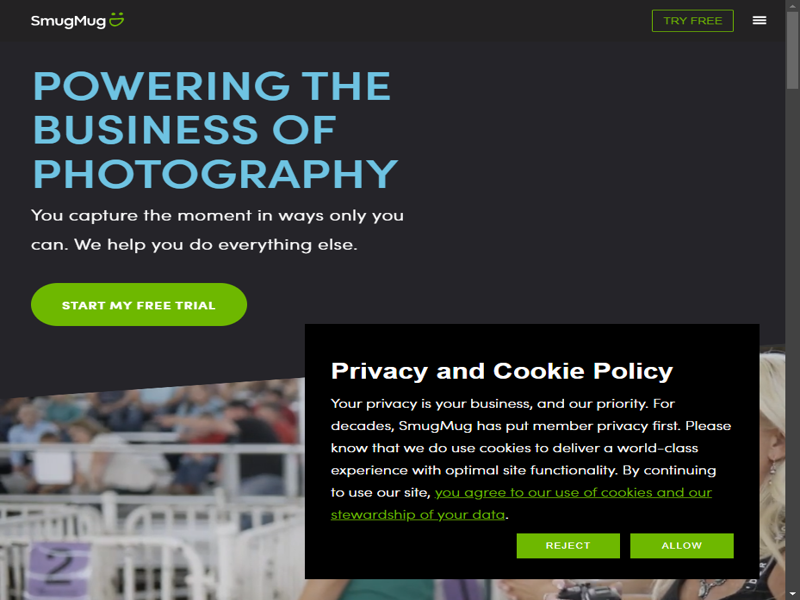 SmugMug
TRY FREE
POWERING THE
BUSINESS OF
PHOTOGRAPHY
You capture the moment in ways only you
can. We help you do everything else.
START MY FREE TRIAL
Privacy and Cookie Policy
Your privacy is your business, and our priority. For
decades, SmugMug has put member privacy first. Please
know that we do use cookies to deliver a world-class
experience with optimal site functionality. By continuing
to use our site, you agree to our use of cookies and our
stewardship of your data.
REJECT
ALLOW
2